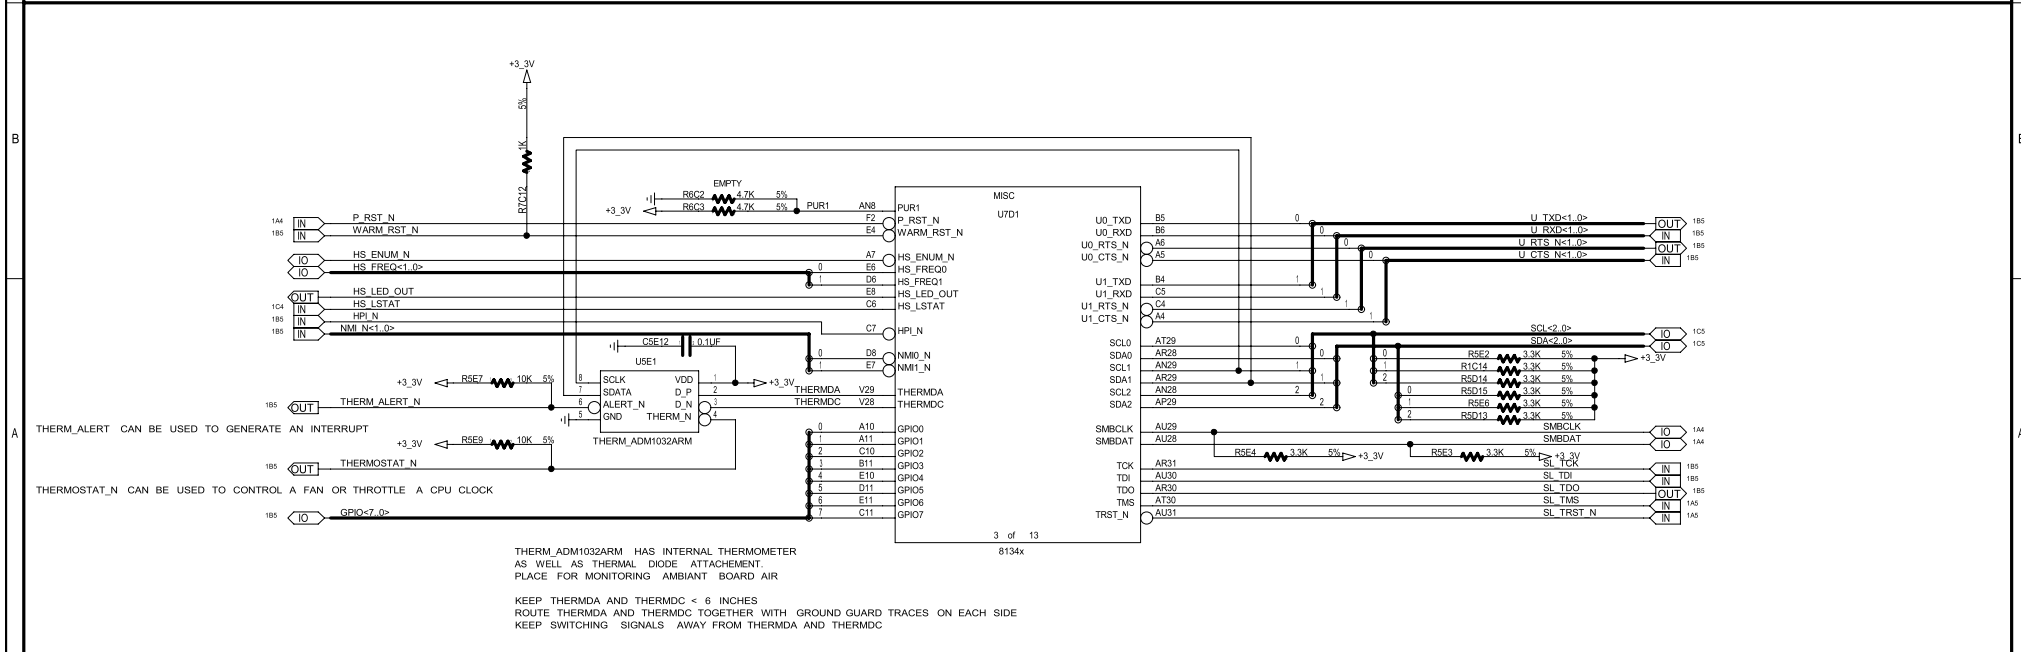 +3_3V
5%
B
1K
EMPTY
R6C2 4.7K 5%
MISC
R7C12
+3_3V R6C3 4.7K 5% PUR1 AN8 PUR1
U7D1
1A4 IN P_RST_N F2 P_RST_N U0_TXD B5 0 U_TXD<1..0> OUT 1B5
1B5 IN WARM_RST_N E4 WARM_RST_N U0_RXD B6 0 U_RXD<1..0> IN 1B5
U0_RTS_N A6 0 U_RTS_N<1..0> OUT 1B5
IO HS_ENUM_N A7 HS_ENUM_N U0_CTS_N A5 0 U_CTS_N<1..0> IN 1B5
IO HS_FREQ<1..0> 0 E6 HS_FREQ0
1 D6 HS_FREQ1 U1_TXD B4 1
OUT HS_LED_OUT E8 HS_LED_OUT U1_RXD C5 1
1C4 IN HS_LSTAT C6 HS_LSTAT U1_RTS_N C4 1
1B5 IN HPI_N U1_CTS_N A4 1
1B5 IN NMI_N<1..0> C7 HPI_N SCL<2..0> IO 1C5
C5E12 0.1UF SCL0 AT29 0 SDA<2..0> IO 1C5
U5E1 0 D8 NMI0_N SDA0 AR28 0 0 R5E2 3.3K 5% +3_3V
1 E7 NMI1_N SCL1 AN29 1 1 R1C14 3.3K 5%
+3_3V R5E7 10K 5% 8 SCLK VDD 1 +3_3V SDA1 AR29 1 2 R5D14 3.3K 5%
7 SDATA D_P 2 THERMDA V29 THERMDA SCL2 AN28 2 0 R5D15 3.3K 5%
1B5 OUT THERM_ALERT_N 6 ALERT_N D_N 3 THERMDC V28 THERMDC SDA2 AP29 2 1 R5E6 3.3K 5%
5 GND THERM_N 4 2 R5D13 3.3K 5%
A THERM_ALERT CAN BE USED TO GENERATE AN INTERRUPT 0 A10 GPIO0 SMBCLK AU29 SMBCLK IO 1A4 A
+3_3V R5E9 10K 5% THERM_ADM1032ARM 1 A11 GPIO1 SMBDAT AU28 SMBDAT IO 1A4
2 C10 GPIO2 R5E4 3.3K 5% +3_3V R5E3 3.3K 5% +3_3V
1B5 OUT THERMOSTAT_N 3 B11 GPIO3 TCK AR31 SL_TCK IN 1B5
4 E10 GPIO4 TDI AU30 SL_TDI IN 1B5
THERMOSTAT_N CAN BE USED TO CONTROL A FAN OR THROTTLE A CPU CLOCK 5 D11 GPIO5 TDO AR30 SL_TDO OUT 1B5
6 E11 GPIO6 TMS AT30 SL_TMS IN 1A5
1B5 IO GPIO<7..0> 7 C11 GPIO7 TRST_N AU31 SL_TRST_N IN 1A5
3 of 13
8134x
THERM_ADM1032ARM HAS INTERNAL THERMOMETER
AS WELL AS THERMAL DIODE ATTACHEMENT.
PLACE FOR MONITORING AMBIANT BOARD AIR
KEEP THERMDA AND THERMDC < 6 INCHES
ROUTE THERMDA AND THERMDC TOGETHER WITH GROUND GUARD TRACES ON EACH SIDE
KEEP SWITCHING SIGNALS AWAY FROM THERMDA AND THERMDC